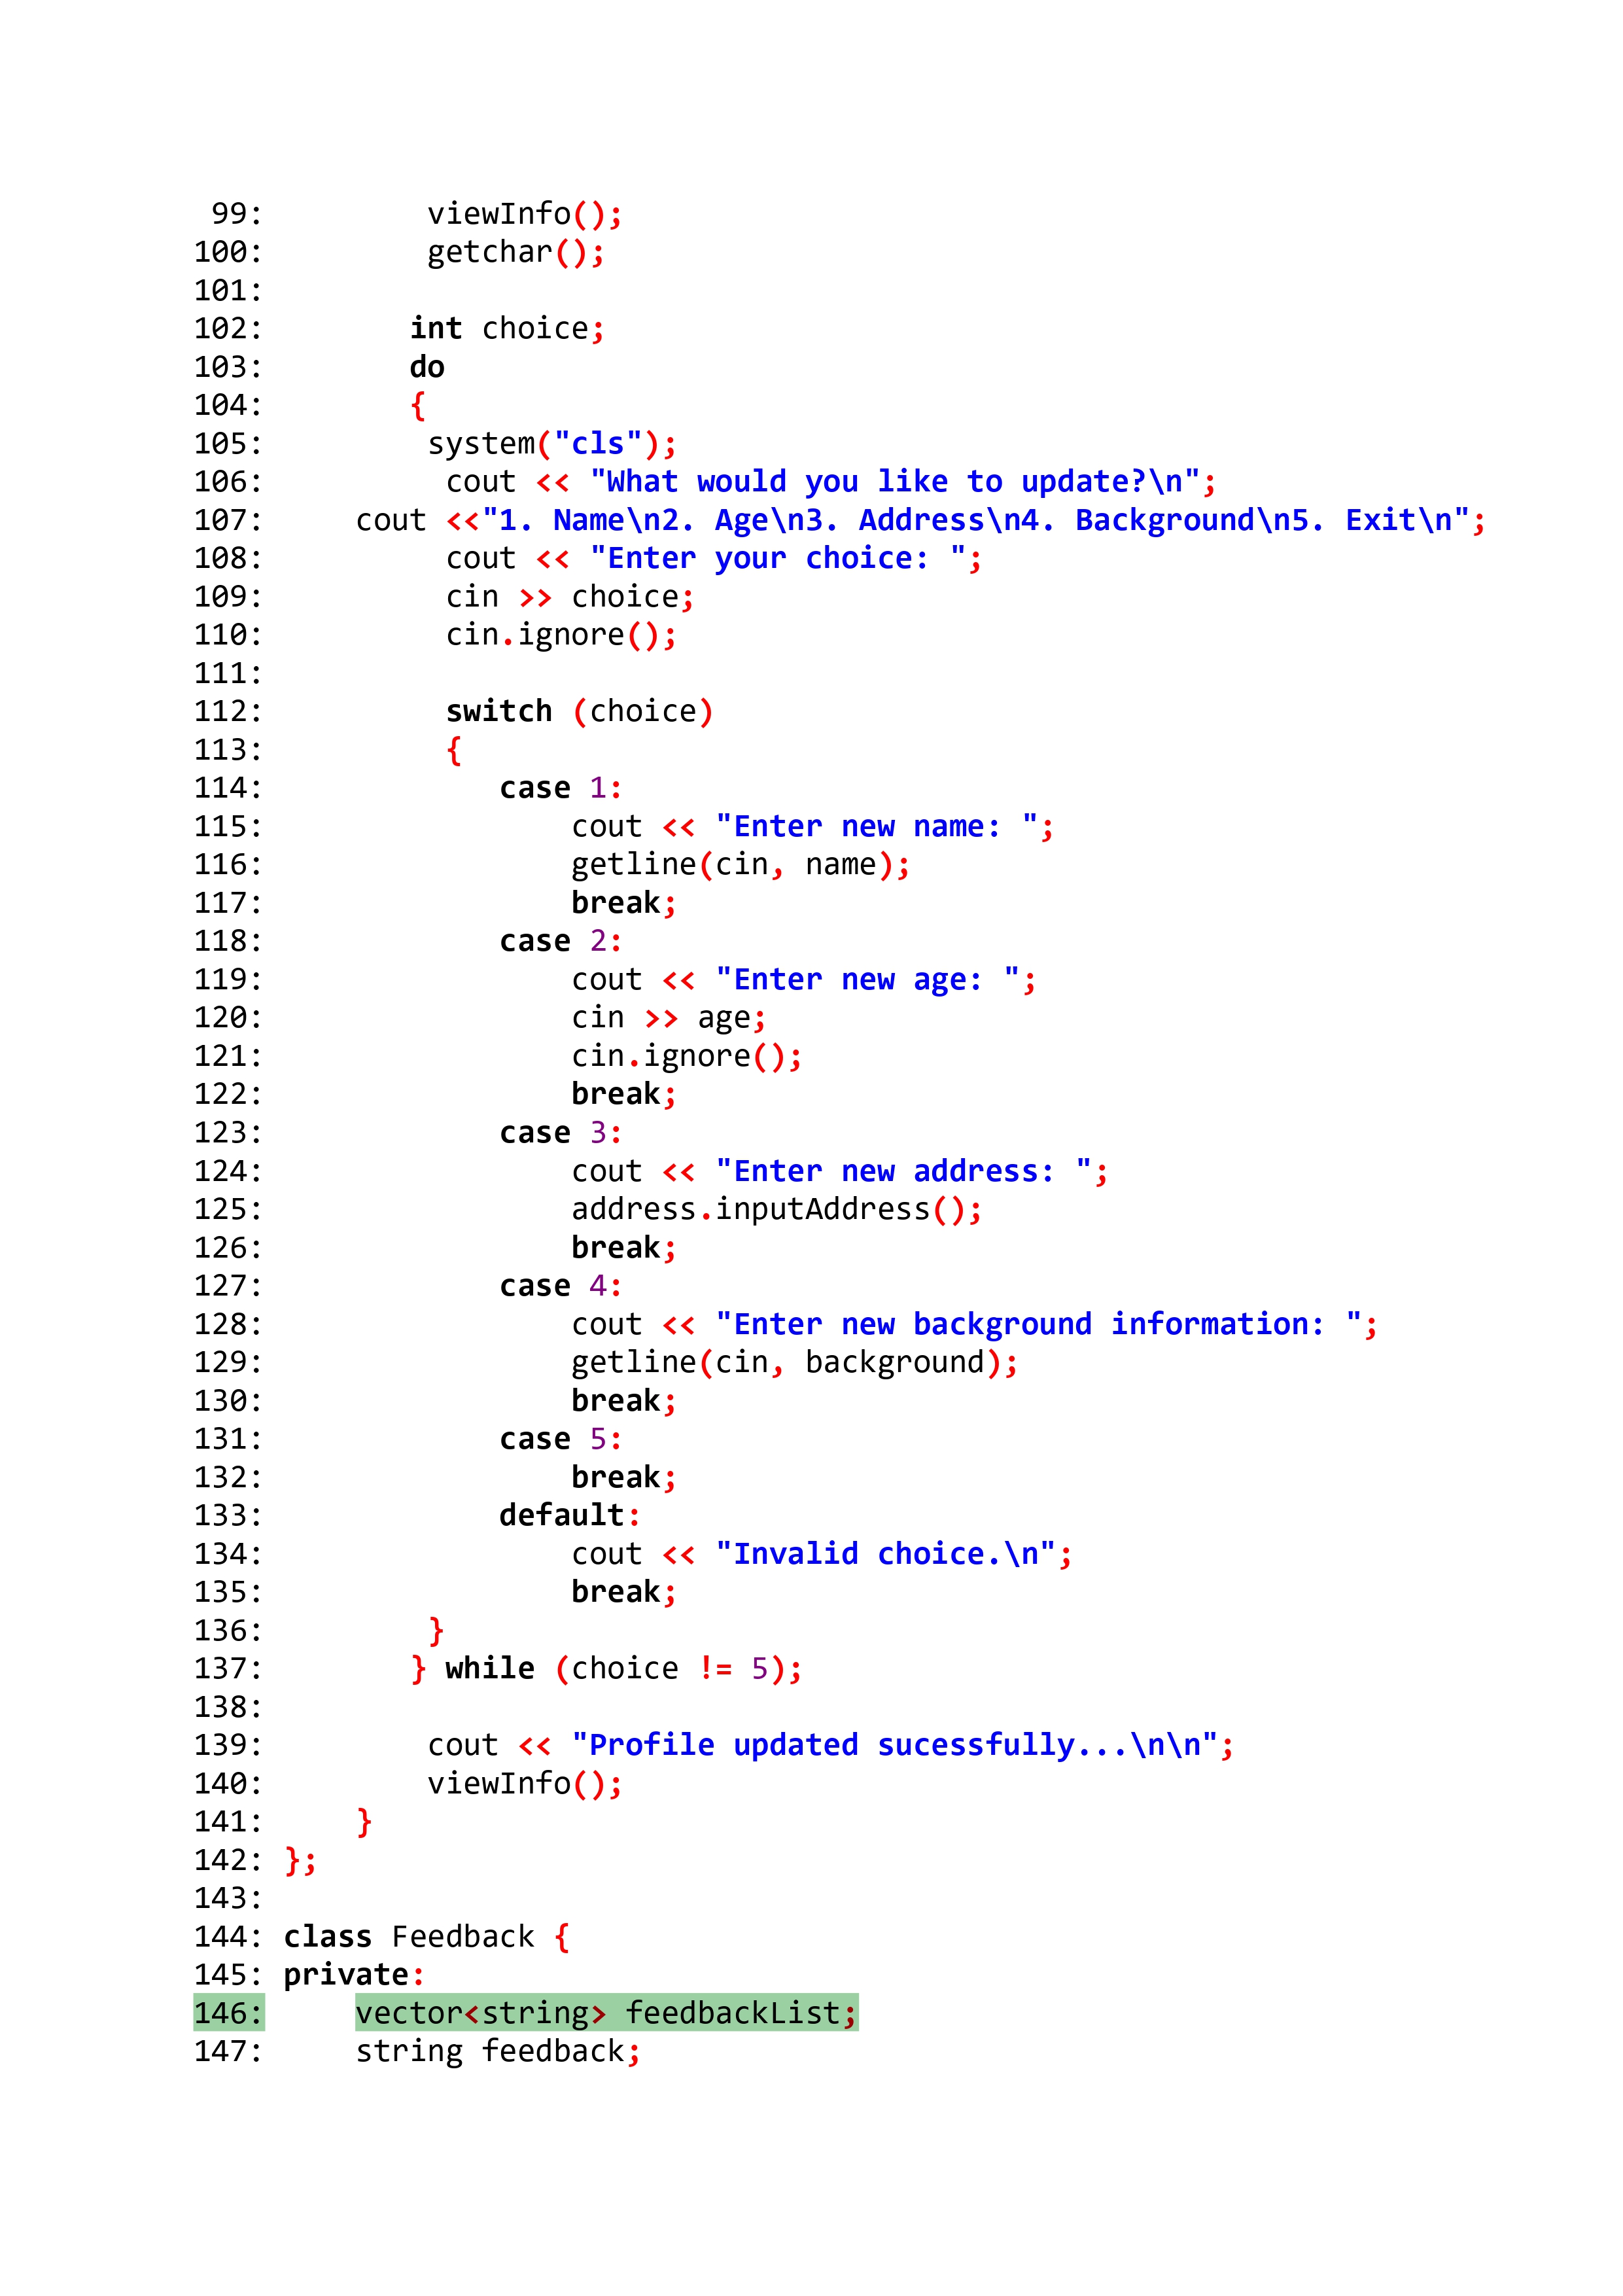 99:         viewInfo();
100:         getchar();
101:
102:        int choice;
103:        do
104:        {
105:         system("cls");
106:          cout << "What would you like to update?\n";
107:     cout <<"1. Name\n2. Age\n3. Address\n4. Background\n5. Exit\n";
108:          cout << "Enter your choice: ";
109:          cin >> choice;
110:          cin.ignore();
111:
112:          switch (choice)
113:          {
114:             case 1:
115:                 cout << "Enter new name: ";
116:                 getline(cin, name);
117:                 break;
118:             case 2:
119:                 cout << "Enter new age: ";
120:                 cin >> age;
121:                 cin.ignore();
122:                 break;
123:             case 3:
124:                 cout << "Enter new address: ";
125:                 address.inputAddress();
126:                 break;
127:             case 4:
128:                 cout << "Enter new background information: ";
129:                 getline(cin, background);
130:                 break;
131:             case 5:
132:                 break;
133:             default:
134:                 cout << "Invalid choice.\n";
135:                 break;
136:         }
137:        } while (choice != 5);
138:
139:         cout << "Profile updated sucessfully...\n\n";
140:         viewInfo();
141:     }
142: };
143:
144: class Feedback {
145: private:
146:     vector<string> feedbackList;
147:     string feedback;